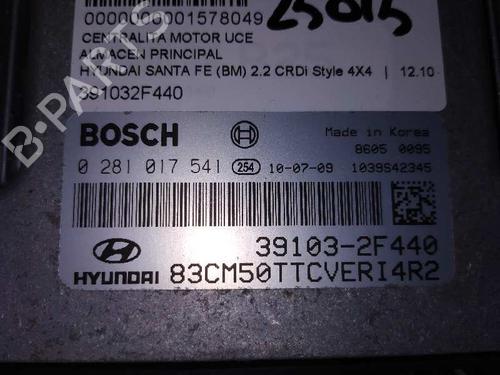 0000000001578049
25015
CENTRALITA MOTOR UCE
ALMACEN PRINCIPAL
HYUNDAI SANTA FE (BM) 2.2 CRDi Style 4X4 | 12.10
391032F440
BOSCH
Made in Korea
8605 0095
0 281 017 541 254 10-07-09 1039S42345
HYUNDAI
39103-2F440
83CM50TTCVERI4R2
B-PARTS